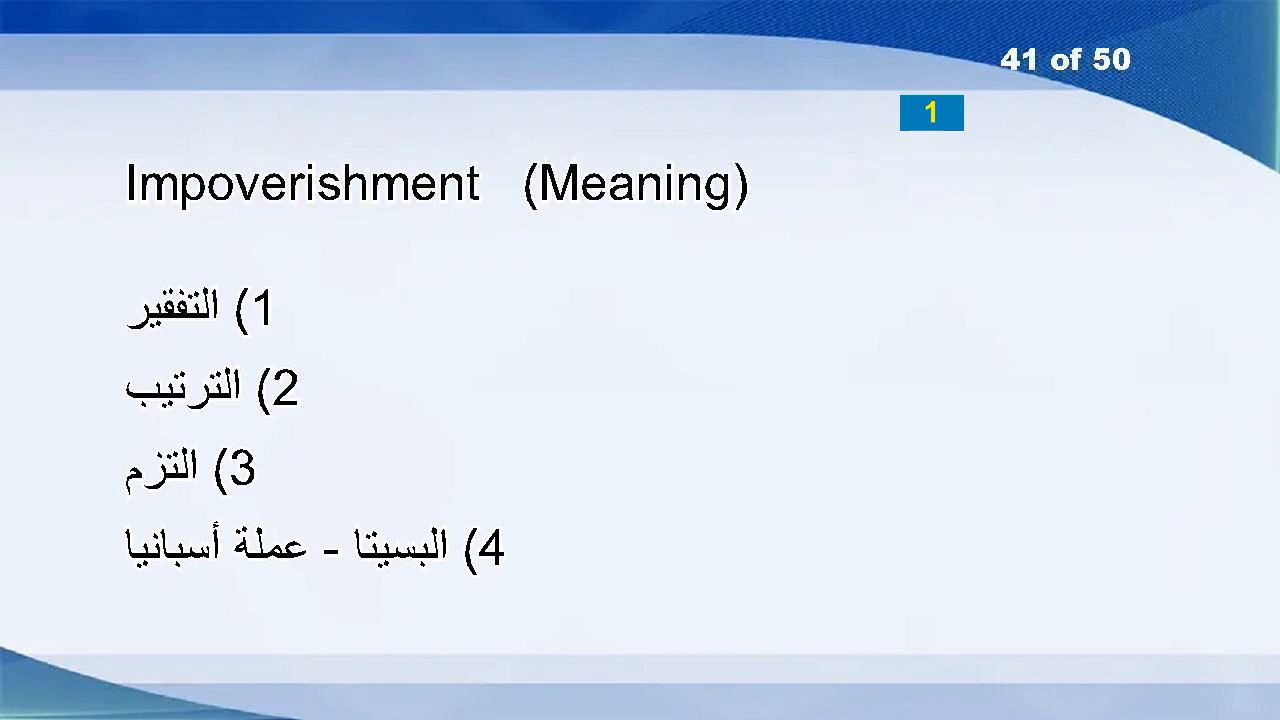 41 of 50
1
Impoverishment (Meaning)
1) التفقير
2) الترتيب
3) التزم
4) البسيتا - عملة أسبانيا